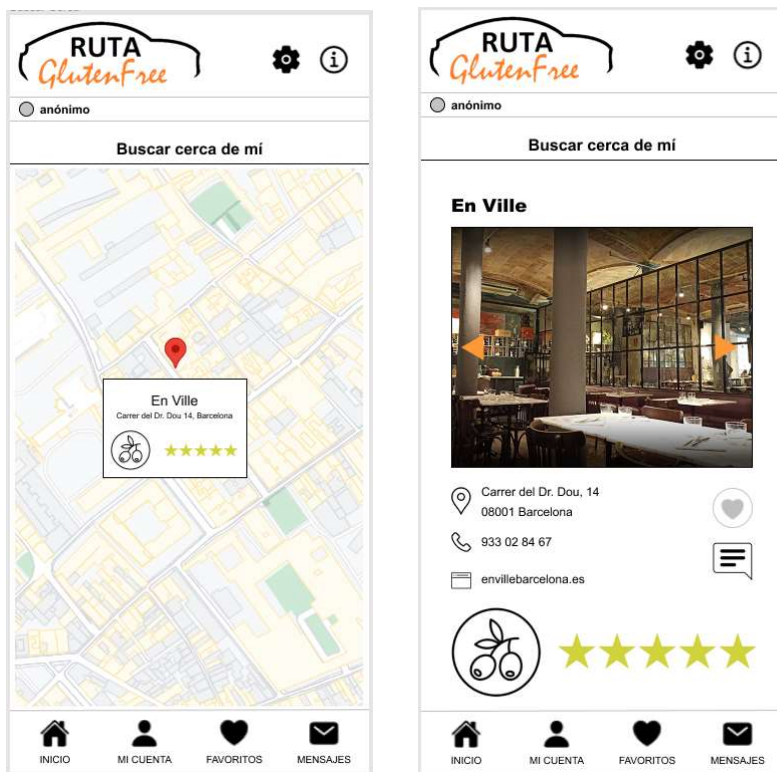 RUTA
GlutenFree
anónimo
Buscar cerca de mí
En Ville
Carrer del Dr. Dou 14, Barcelona
INICIO
MI CUENTA
FAVORITOS
MENSAJES
RUTA
GlutenFree
anónimo
Buscar cerca de mí
En Ville
Carrer del Dr. Dou, 14
08001 Barcelona
933 02 84 67
envillebarcelona.es
INICIO
MI CUENTA
FAVORITOS
MENSAJES